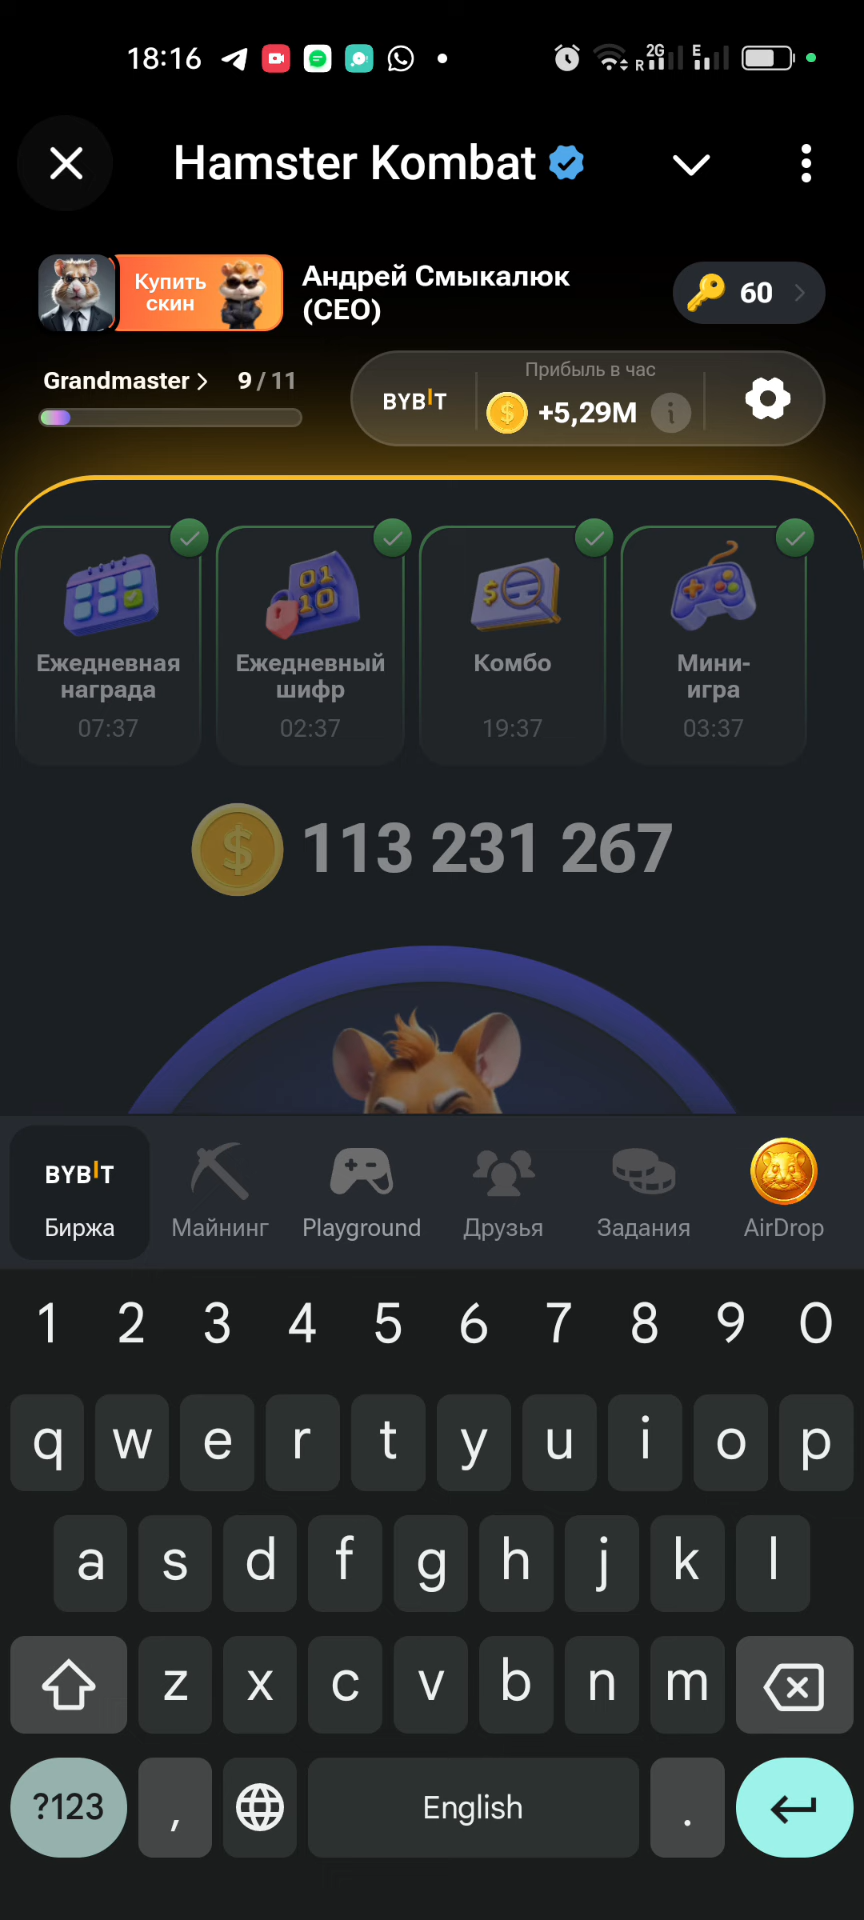 18:16
R 2G E
Hamster Kombat
Купить
скин
Андрей Смыкалюк
(CEO)
60
Grandmaster 9 / 11
BYBIT
Прибыль в час
+5,29M
Ежедневная
награда
07:37
Ежедневный
шифр
02:37
Комбо
19:37
Мини-
игра
03:37
113 231 267
BYBIT
Биржа
Майнинг
Playground
Друзья
Задания
AirDrop
1 2 3 4 5 6 7 8 9 0
q w e r t y u i o p
a s d f g h j k l
z x c v b n m
?123 , English .